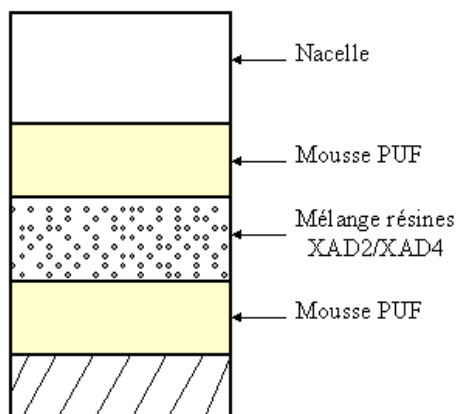 Nacelle
Mousse PUF
Mélange résines
XAD2/XAD4
Mousse PUF